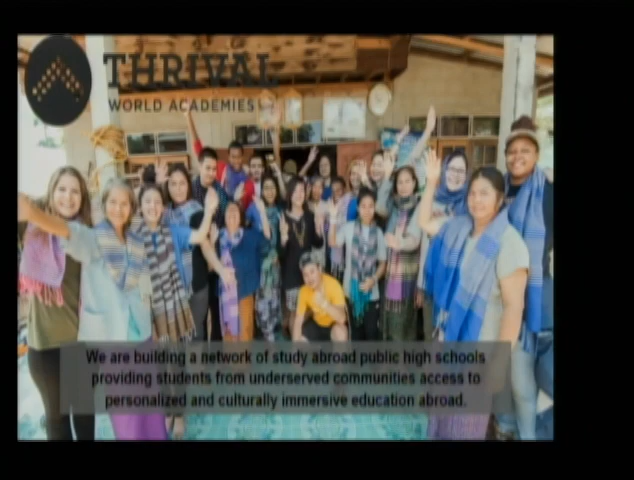 THRIVAL
WORLD ACADEMIES
We are building a network of study abroad public high schools
providing students from underserved communities access to
personalized and culturally immersive education abroad.